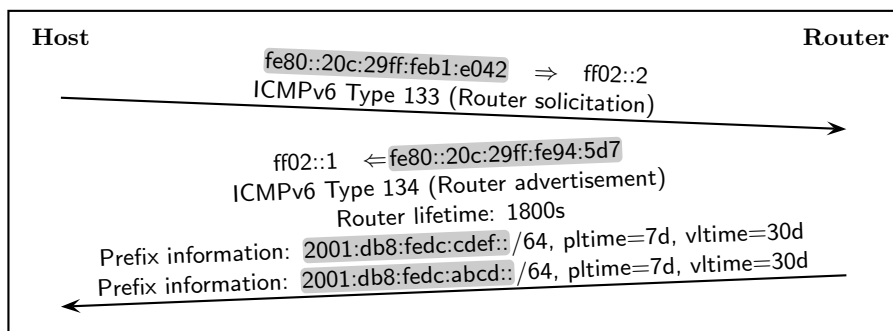 Host Router
fe80::20c:29ff:feb1:e042 ⇒ ff02::2
ICMPv6 Type 133 (Router solicitation)
ff02::1 ⇐ fe80::20c:29ff:fe94:5d7
ICMPv6 Type 134 (Router advertisement)
Router lifetime: 1800s
Prefix information: 2001:db8:fedc:cdef::/64, pltime=7d, vltime=30d
Prefix information: 2001:db8:fedc:abcd::/64, pltime=7d, vltime=30d